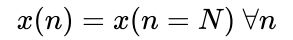 x(n) = x(n = N) ∀n